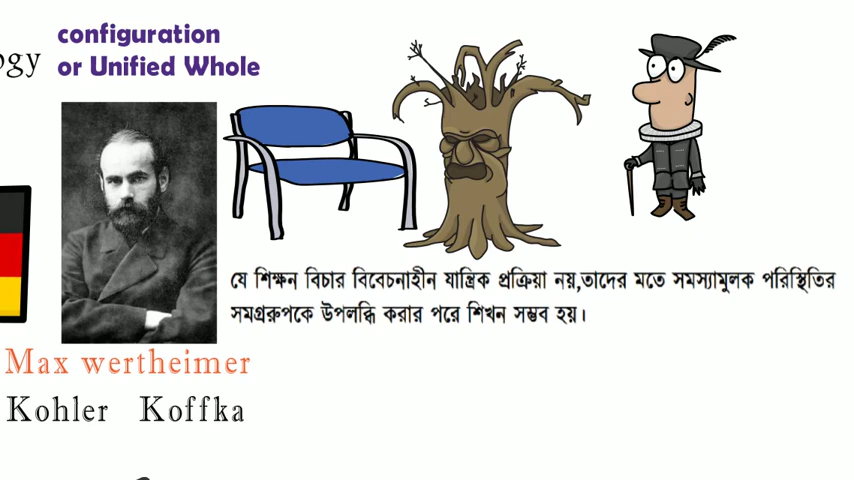 ogy
configuration
or Unified Whole
যে শিক্ষন বিচার বিবেচনাহীন যান্ত্রিক প্রক্রিয়া নয়,তাদের মতে সমস্যামুলক পরিস্থিতির
সমগ্ররুপকে উপলব্ধি করার পরে শিখন সম্ভব হয়।
Max wertheimer
Kohler Koffka